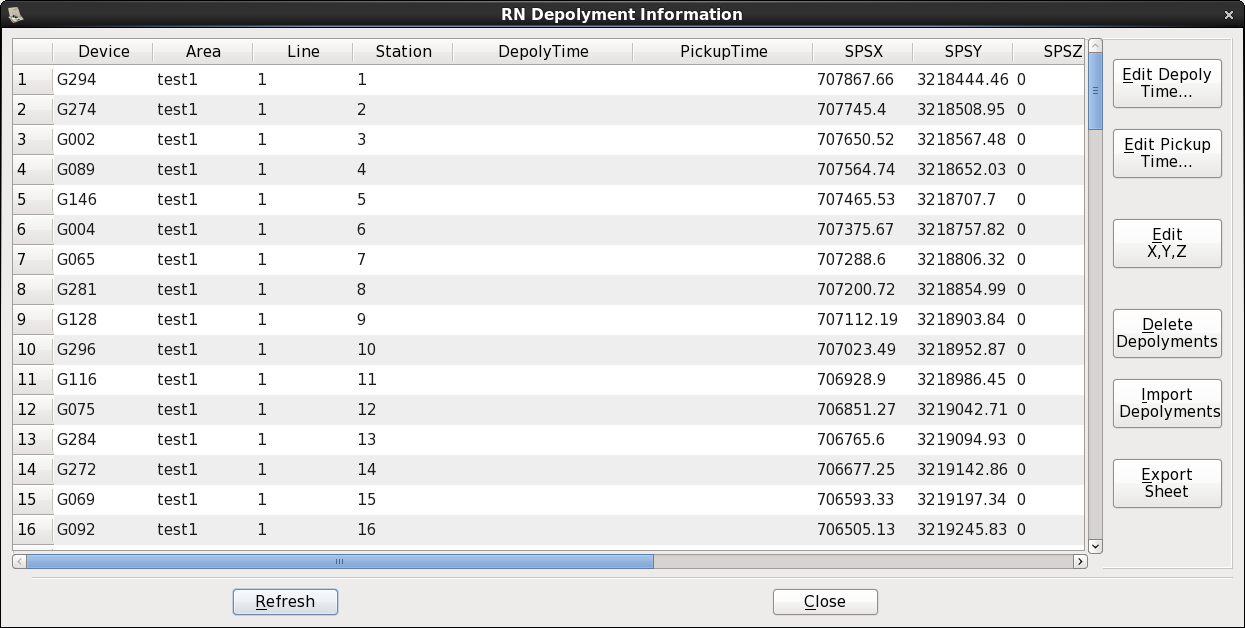 RN Depolyment Information
Device Area Line Station DepolyTime PickupTime SPSX SPSY SPSZ
1 G294 test1 1 1 707867.66 3218444.46 0
2 G274 test1 1 2 707745.4 3218508.95 0
3 G002 test1 1 3 707650.52 3218567.48 0
4 G089 test1 1 4 707564.74 3218652.03 0
5 G146 test1 1 5 707465.53 3218707.7 0
6 G004 test1 1 6 707375.67 3218757.82 0
7 G065 test1 1 7 707288.6 3218806.32 0
8 G281 test1 1 8 707200.72 3218854.99 0
9 G128 test1 1 9 707112.19 3218903.84 0
10 G296 test1 1 10 707023.49 3218952.87 0
11 G116 test1 1 11 706928.9 3218986.45 0
12 G075 test1 1 12 706851.27 3219042.71 0
13 G284 test1 1 13 706765.6 3219094.93 0
14 G272 test1 1 14 706677.25 3219142.86 0
15 G069 test1 1 15 706593.33 3219197.34 0
16 G092 test1 1 16 706505.13 3219245.83 0
Edit Depoly
Time...
Edit Pickup
Time...
Edit
X,Y,Z
Delete
Depolyments
Import
Depolyments
Export
Sheet
Refresh
Close